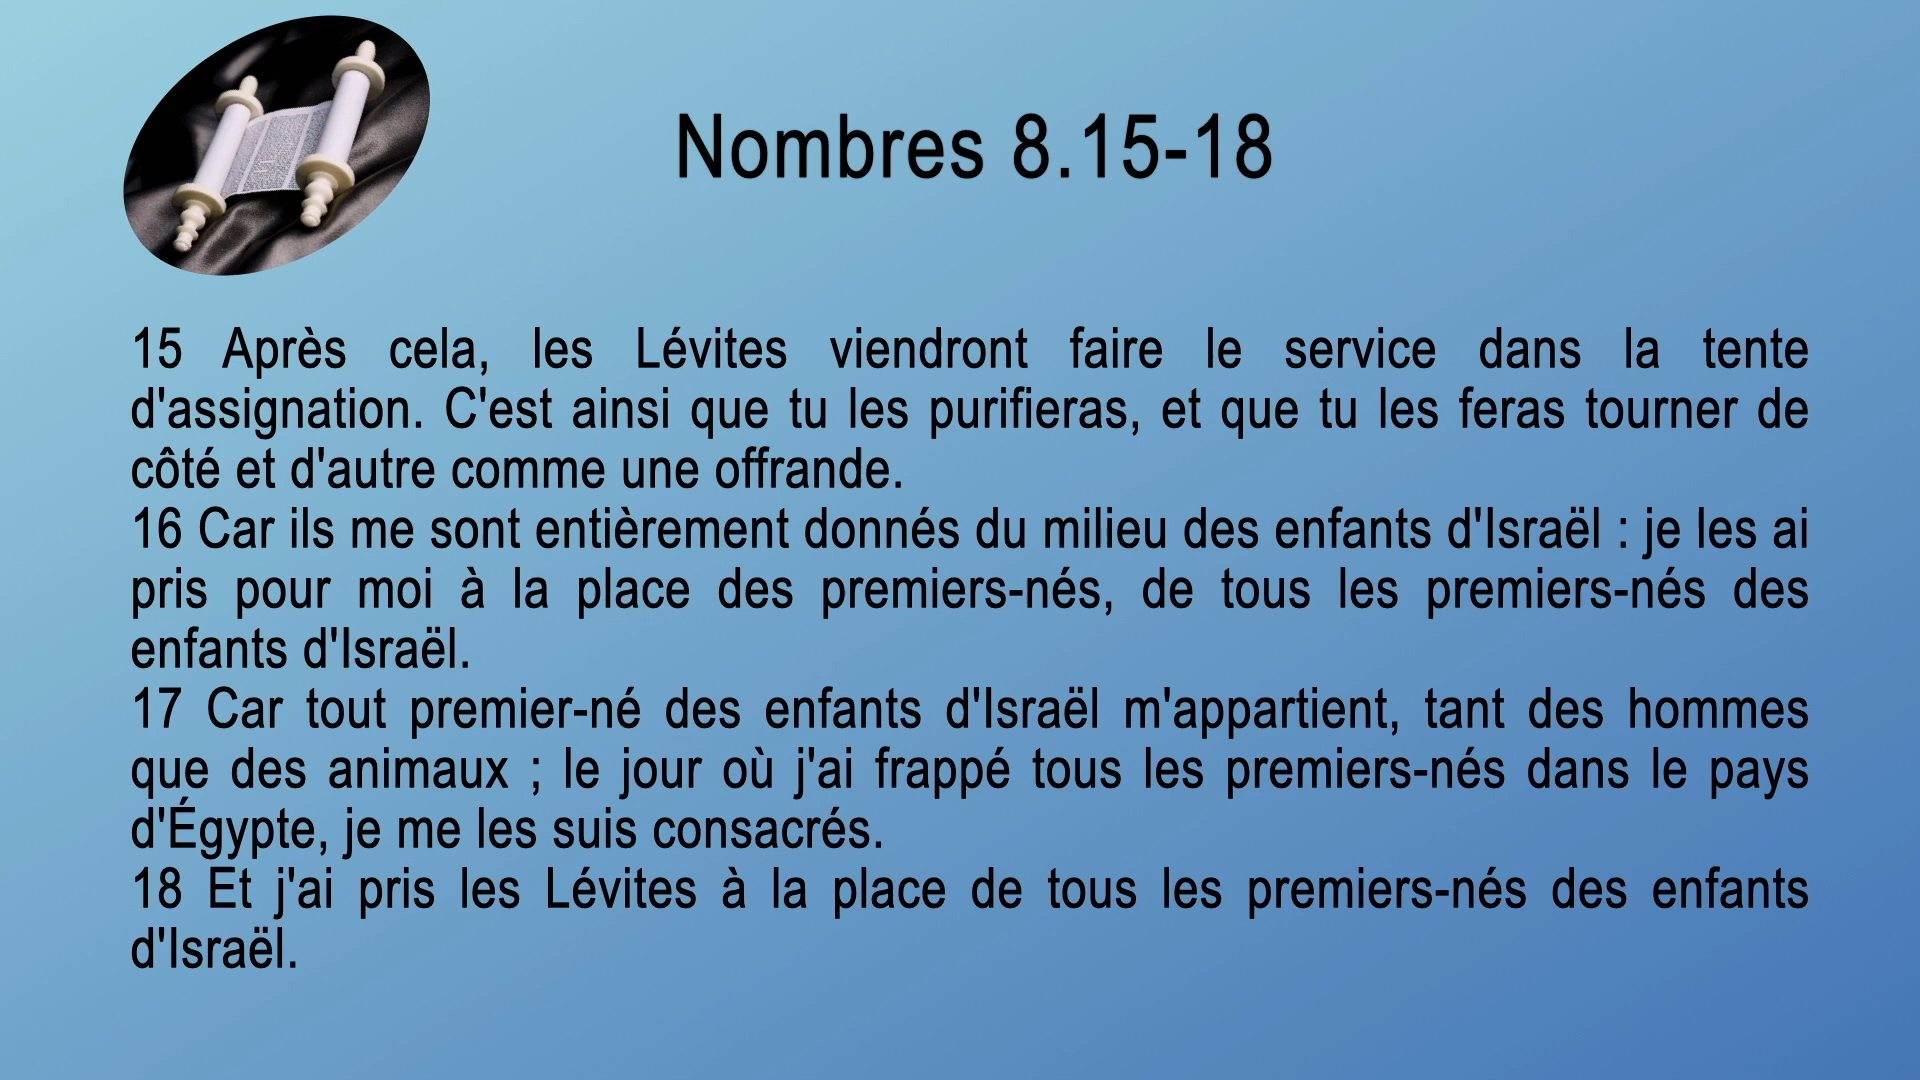 Nombres 8.15-18
15 Après cela, les Lévites viendront faire le service dans la tente
d'assignation. C'est ainsi que tu les purifieras, et que tu les feras tourner de
côté et d'autre comme une offrande.
16 Car ils me sont entièrement donnés du milieu des enfants d'Israël : je les ai
pris pour moi à la place des premiers-nés, de tous les premiers-nés des
enfants d'Israël.
17 Car tout premier-né des enfants d'Israël m'appartient, tant des hommes
que des animaux ; le jour où j'ai frappé tous les premiers-nés dans le pays
d'Égypte, je me les suis consacrés.
18 Et j'ai pris les Lévites à la place de tous les premiers-nés des enfants
d'Israël.